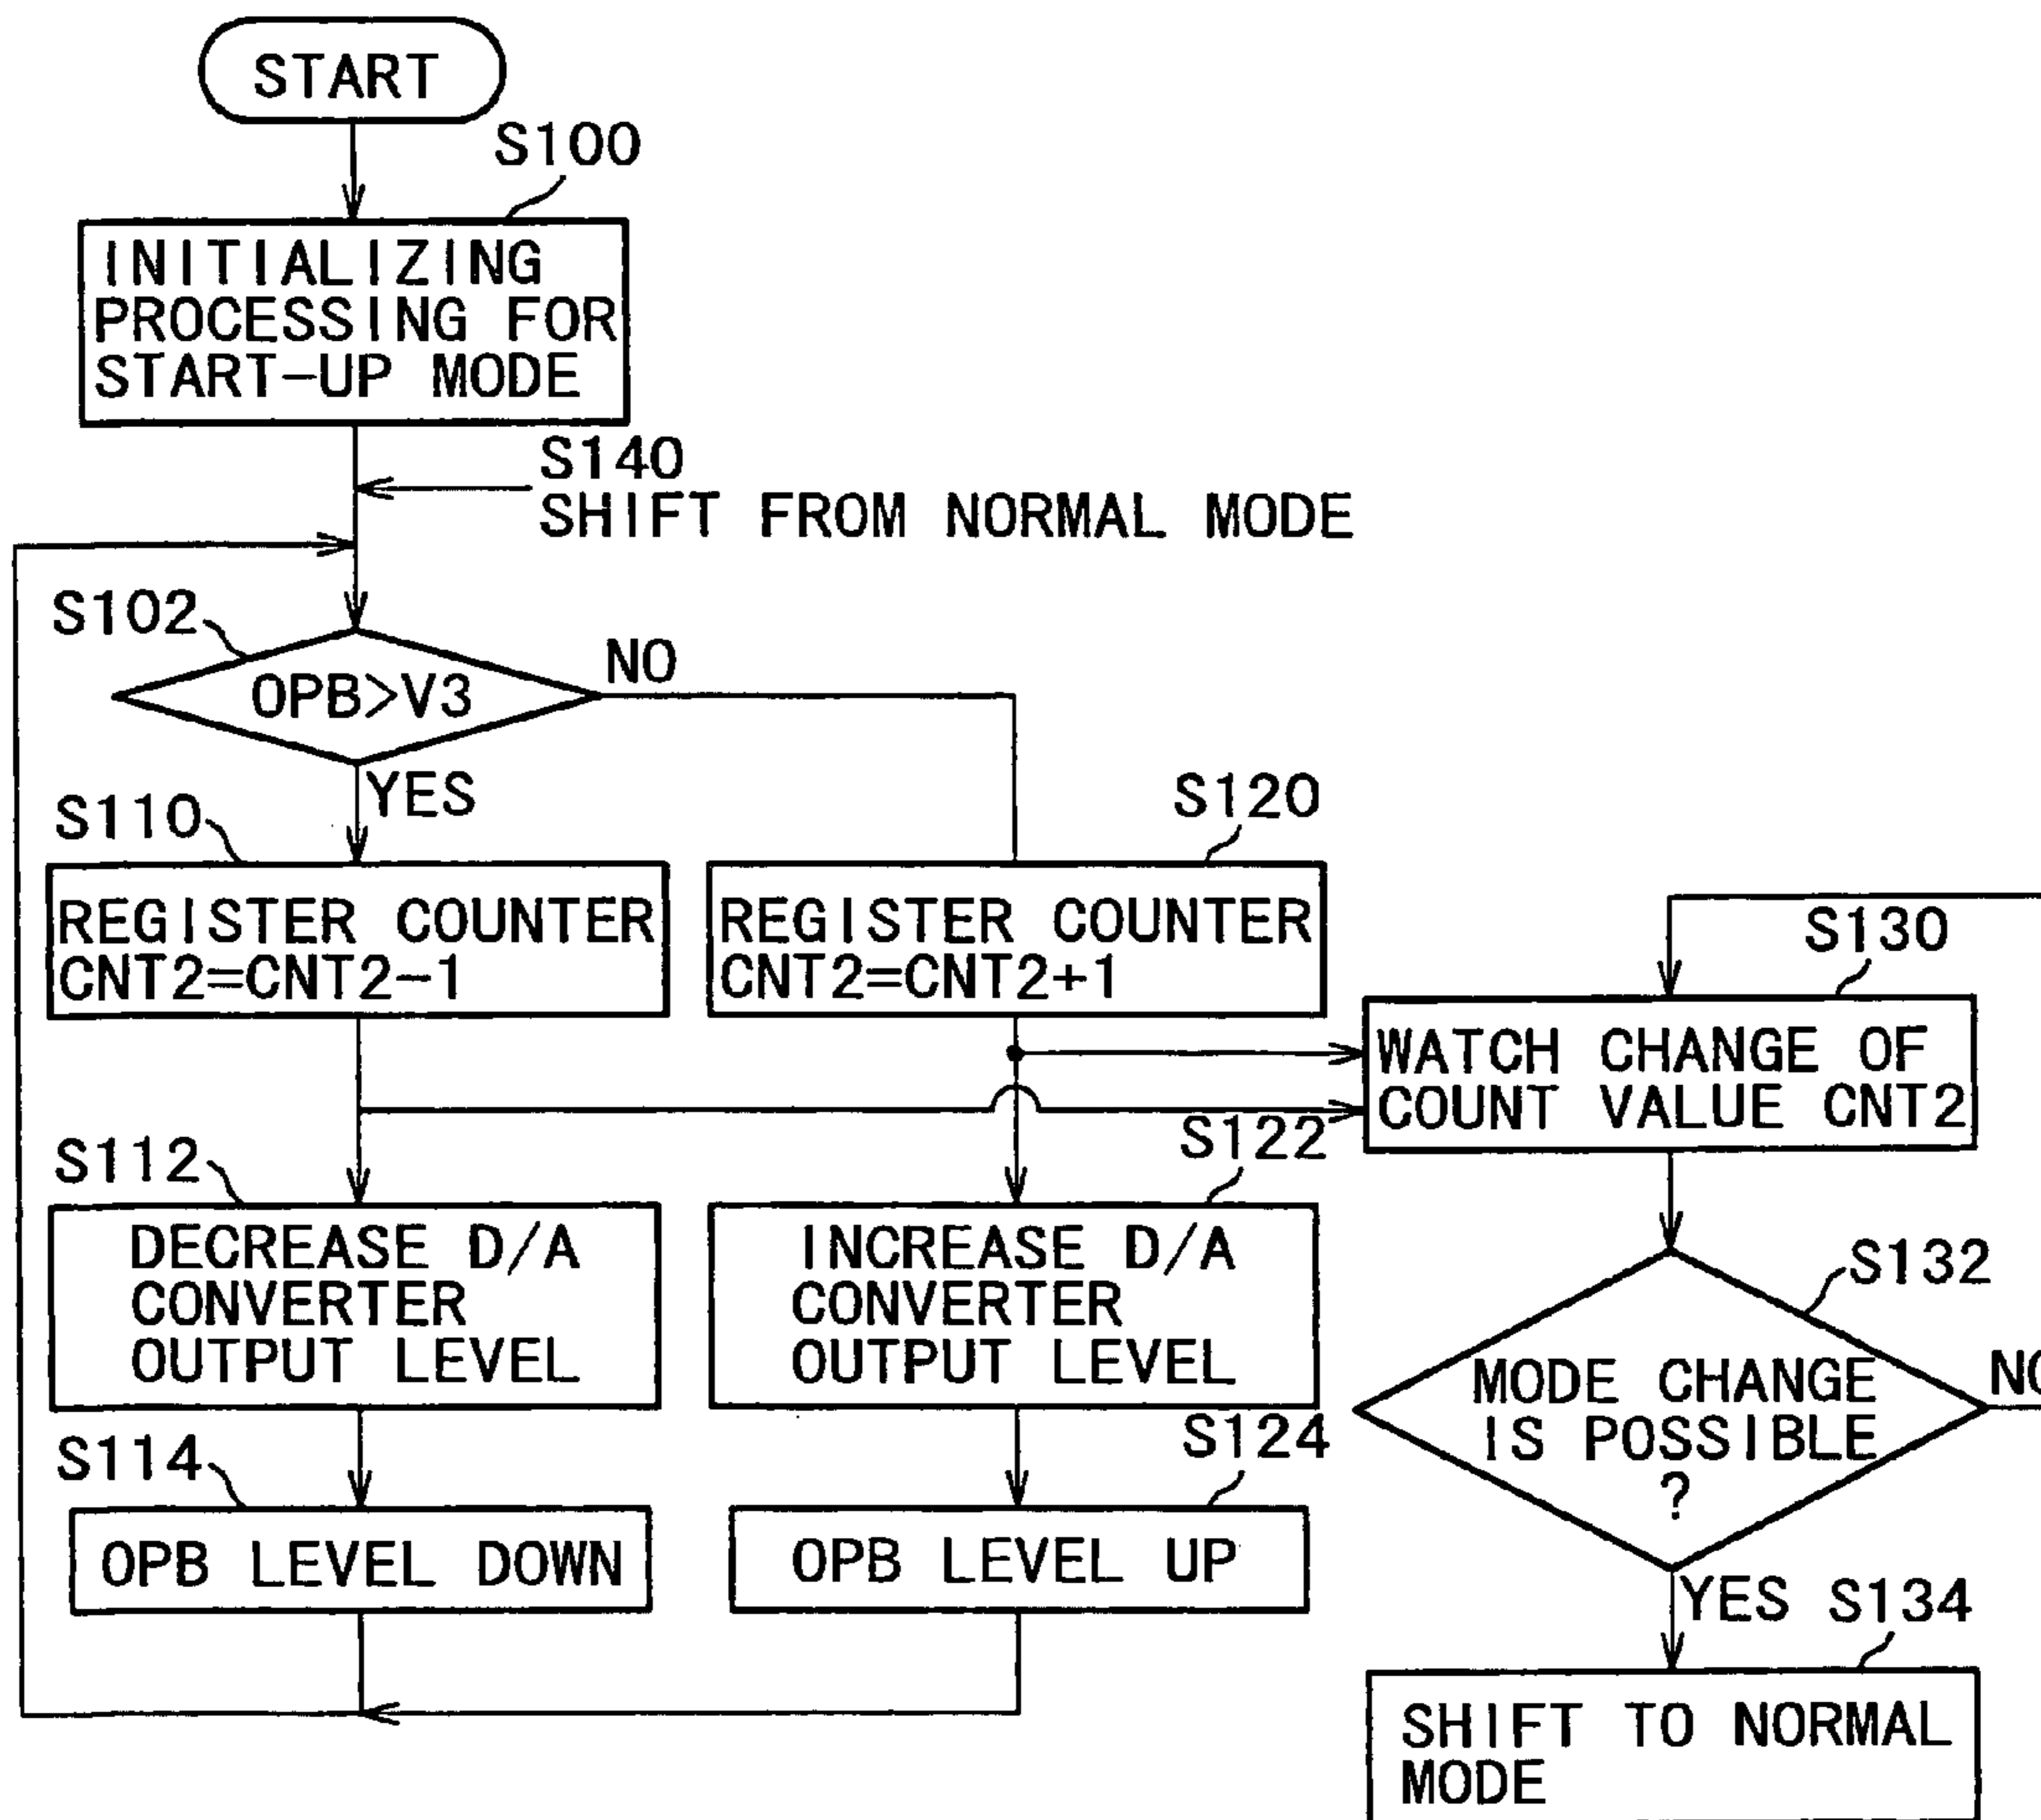 START
S100
INITIALIZING
PROCESSING FOR
START-UP MODE
S140
SHIFT FROM NORMAL MODE
S102
OPB>V3
NO
YES
S110
REGISTER COUNTER
CNT2=CNT2-1
S120
REGISTER COUNTER
CNT2=CNT2+1
S130
WATCH CHANGE OF
COUNT VALUE CNT2
S112
DECREASE D/A
CONVERTER
OUTPUT LEVEL
S122
INCREASE D/A
CONVERTER
OUTPUT LEVEL
S132
MODE CHANGE
IS POSSIBLE
?
NO
S114
OPB LEVEL DOWN
S124
OPB LEVEL UP
YES
S134
SHIFT TO NORMAL
MODE